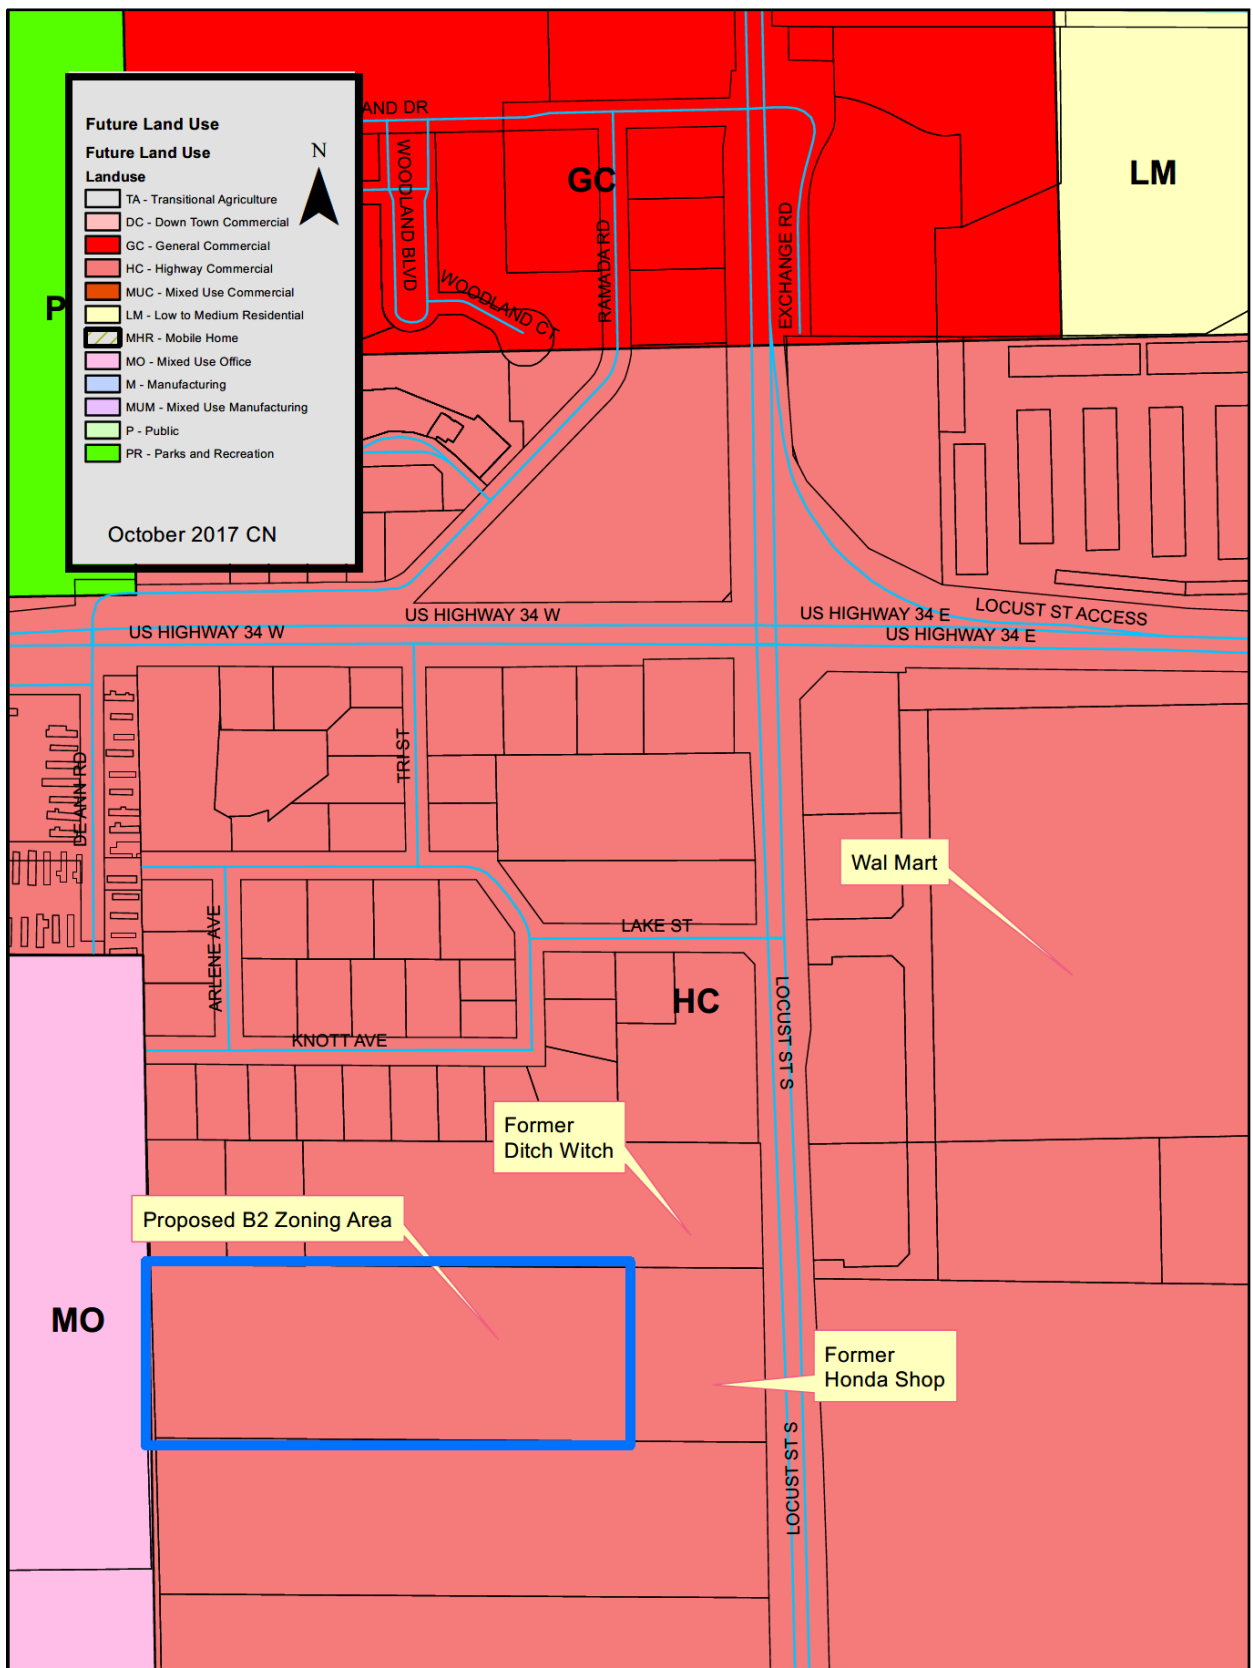 AND DR
Future Land Use
Future Land Use
N
Landuse
TA - Transitional Agriculture
DC - Down Town Commercial
GC - General Commercial
HC - Highway Commercial
MUC - Mixed Use Commercial
LM - Low to Medium Residential
MHR - Mobile Home
MO - Mixed Use Office
M - Manufacturing
MUM - Mixed Use Manufacturing
P - Public
PR - Parks and Recreation
October 2017 CN
P
WOODLAND BLVD
WOODLAND CT
GC
RAMADA RD
EXCHANGE RD
LM
US HIGHWAY 34 W
US HIGHWAY 34 W
US HIGHWAY 34 E
LOCUST ST ACCESS
US HIGHWAY 34 E
DE ANN RD
TRI ST
Wal Mart
ARLENE AVE
LAKE ST
HC
LOCUST ST S
KNOTT AVE
Former
Ditch Witch
Proposed B2 Zoning Area
MO
Former
Honda Shop
LOCUST ST S